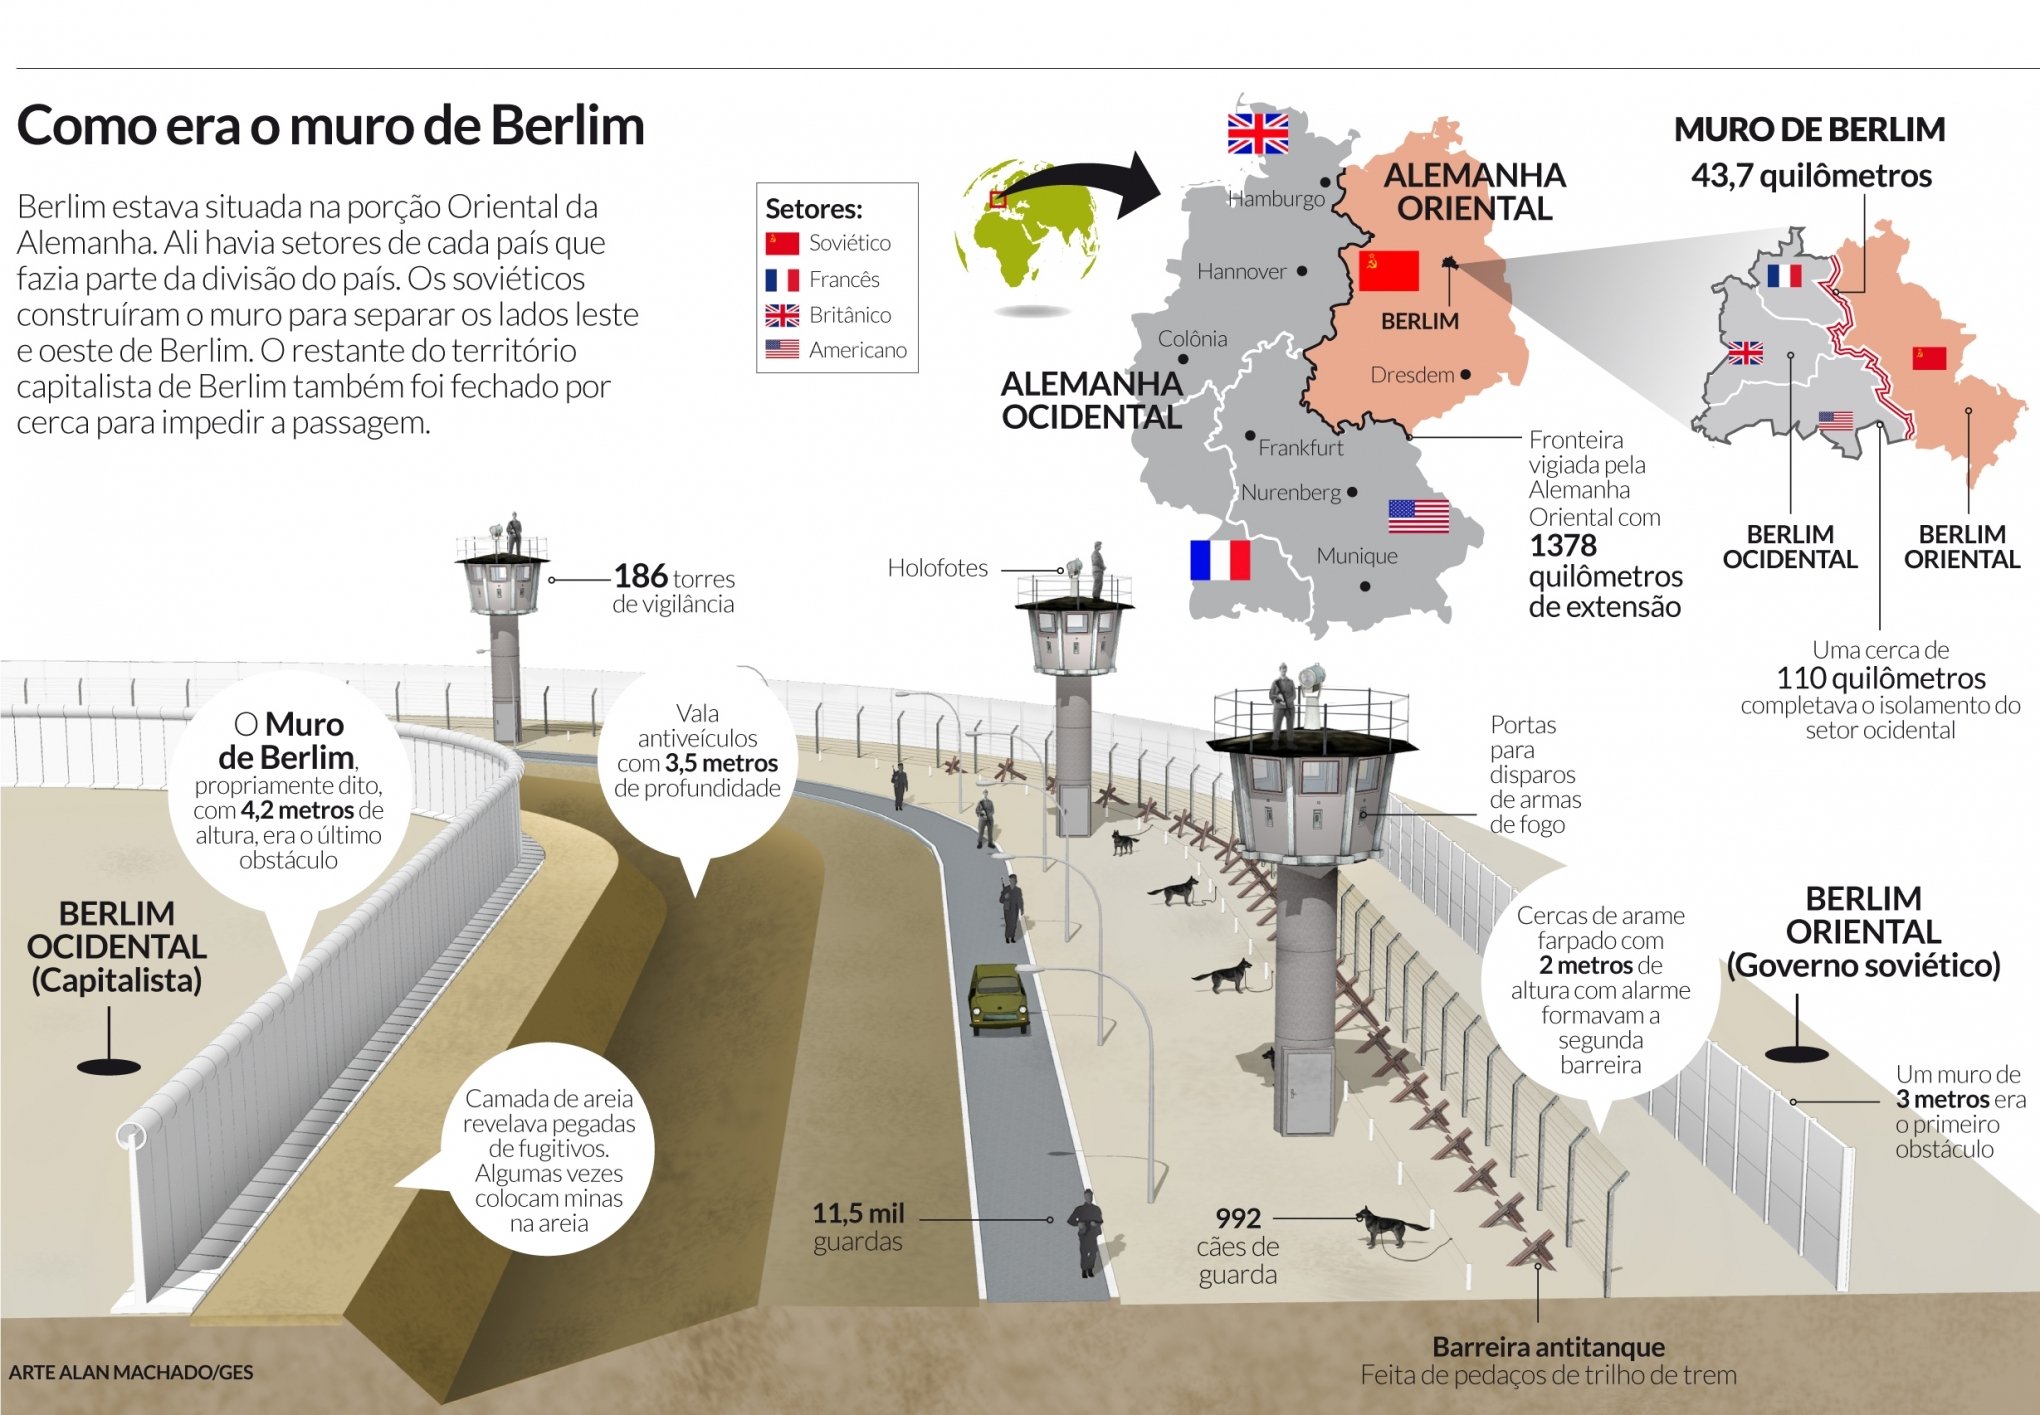 Como era o muro de Berlim
Berlim estava situada na porção Oriental da
Alemanha. Ali havia setores de cada país que
fazia parte da divisão do país. Os soviéticos
construíram o muro para separar os lados leste
e oeste de Berlim. O restante do território
capitalista de Berlim também foi fechado por
cerca para impedir a passagem.
Setores:
Soviético
Francês
Britânico
Americano
ALEMANHA
ORIENTAL
Hamburgo
Hannover
BERLIM
Colônia
Dresdem
ALEMANHA
OCIDENTAL
Frankfurt
Nurenberg
Munique
Fronteira
vigiada pela
Alemanha
Oriental com
1378
quilômetros
de extensão
MURO DE BERLIM
43,7 quilômetros
BERLIM
OCIDENTAL
BERLIM
ORIENTAL
Uma cerca de
110 quilômetros
completava o isolamento do
setor ocidental
186 torres
de vigilância
Holofotes
O Muro
de Berlim,
propriamente dito,
com 4,2 metros de
altura, era o último
obstáculo
Vala
antiveículos
com 3,5 metros
de profundidade
Portas
para
disparos
de armas
de fogo
BERLIM
OCIDENTAL
(Capitalista)
Cercas de arame
farpado com
2 metros de
altura com alarme
formavam a
segunda
barreira
BERLIM
ORIENTAL
(Governo soviético)
Um muro de
3 metros era
o primeiro
obstáculo
Camada de areia
revelava pegadas
de fugitivos.
Algumas vezes
colocam minas
na areia
11,5 mil
guardas
992
cães de
guarda
Barreira antitanque
Feita de pedaços de trilho de trem
ARTE ALAN MACHADO/GES